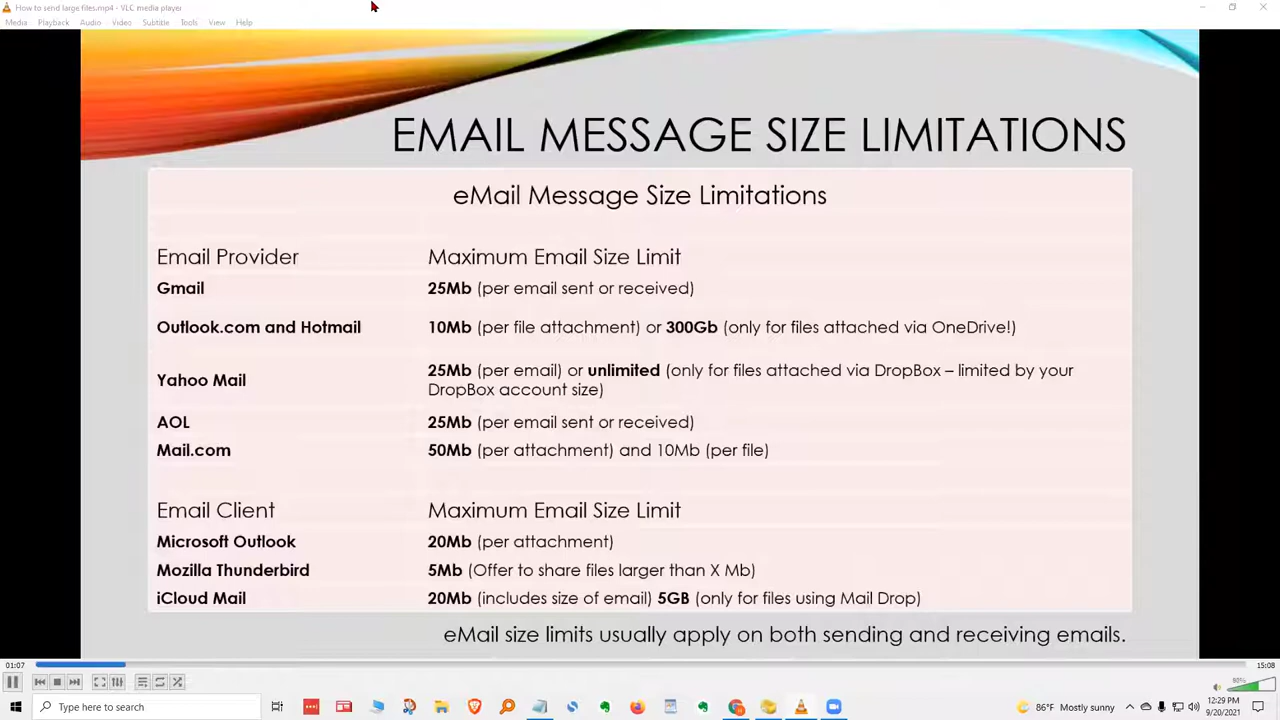 How to send large files.mp4 - VLC media player
Media Playback Audio Video Subtitle Tools View Help
EMAIL MESSAGE SIZE LIMITATIONS
eMail Message Size Limitations
Email Provider Maximum Email Size Limit
Gmail 25Mb (per email sent or received)
Outlook.com and Hotmail 10Mb (per file attachment) or 300Gb (only for files attached via OneDrive!)
Yahoo Mail 25Mb (per email) or unlimited (only for files attached via DropBox – limited by your
DropBox account size)
AOL 25Mb (per email sent or received)
Mail.com 50Mb (per attachment) and 10Mb (per file)
Email Client Maximum Email Size Limit
Microsoft Outlook 20Mb (per attachment)
Mozilla Thunderbird 5Mb (Offer to share files larger than X Mb)
iCloud Mail 20Mb (includes size of email) 5GB (only for files using Mail Drop)
eMail size limits usually apply on both sending and receiving emails.
01:07 15:08
90%
Type here to search 86°F Mostly sunny 12:29 PM
9/20/2021